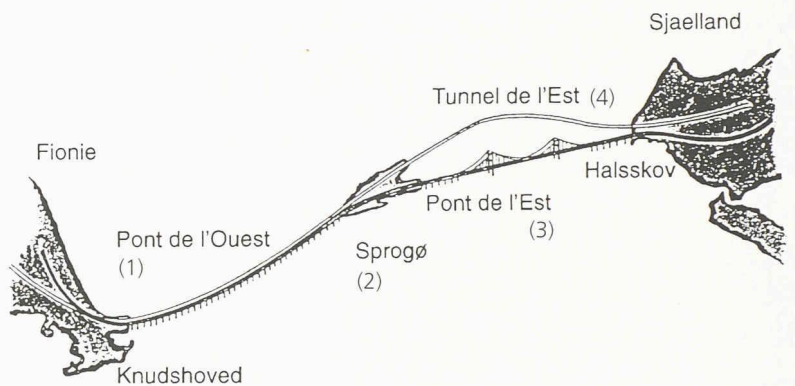 Sjaelland
Tunnel de l'Est (4)
Fionie
Halsskov
Pont de l'Est
(3)
Pont de l'Ouest
(1)
Sprogø
(2)
Knudshoved